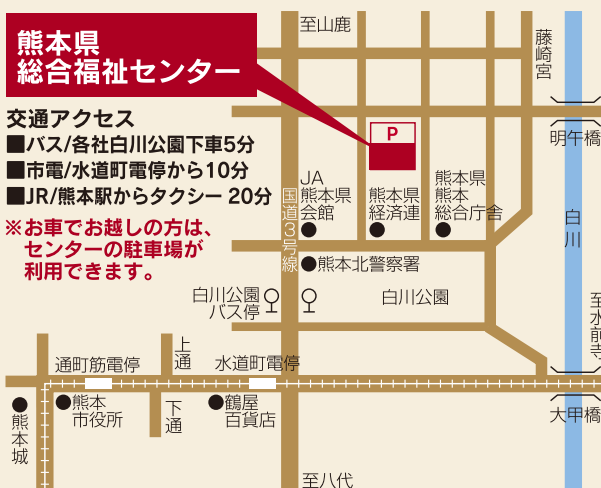 熊本県
総合福祉センター
交通アクセス
■バス/各社白川公園下車5分
■市電/水道町電停から10分
■JR/熊本駅からタクシー 20分
※お車でお越しの方は、
センターの駐車場が
利用できます。
至山鹿
藤崎宮
P
明午橋
JA
熊本県
会館
熊本県
経済連
熊本県
熊本
総合庁舎
国道3号線
白川
熊本北警察署
白川公園
バス停
白川公園
至水前寺
通町筋電停
上通
水道町電停
熊本
市役所
下通
鶴屋
百貨店
大甲橋
熊本城
至八代